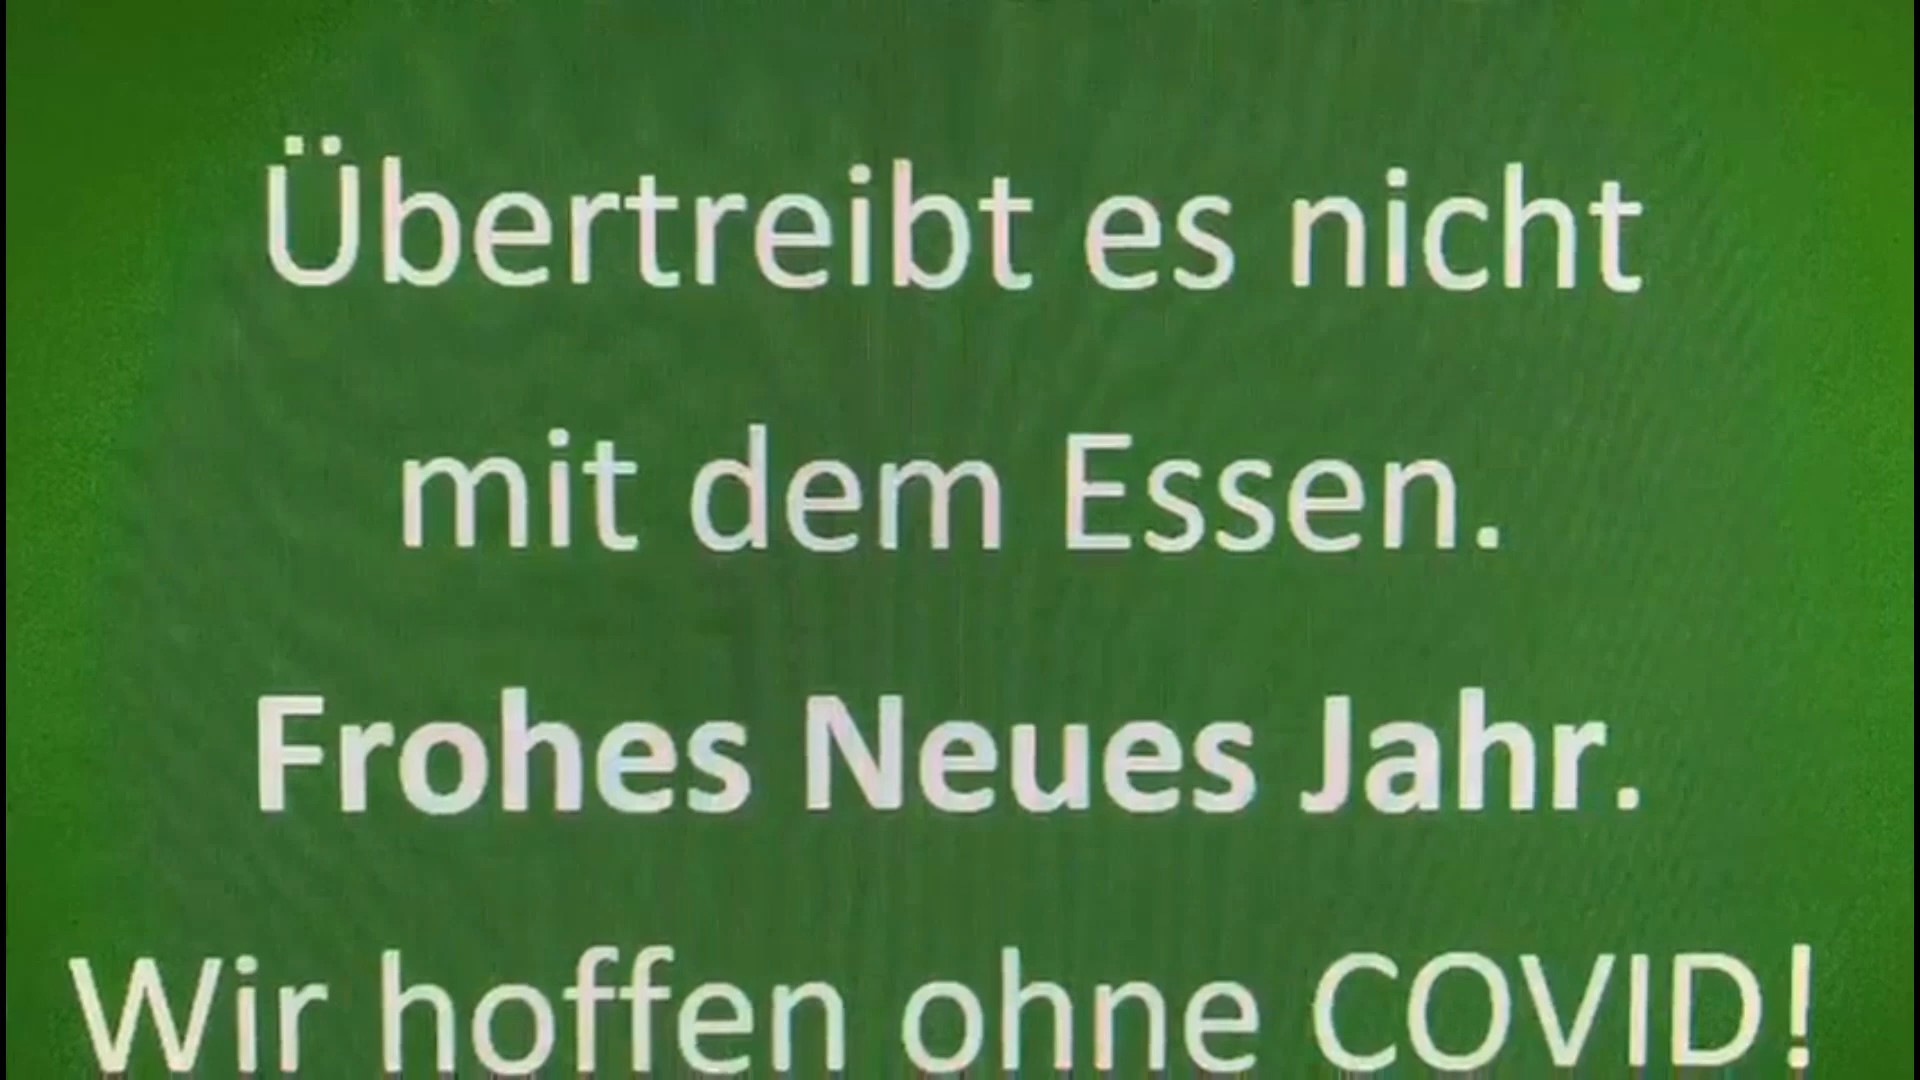 Übertreibt es nicht
mit dem Essen.
Frohes Neues Jahr.
Wir hoffen ohne COVID!